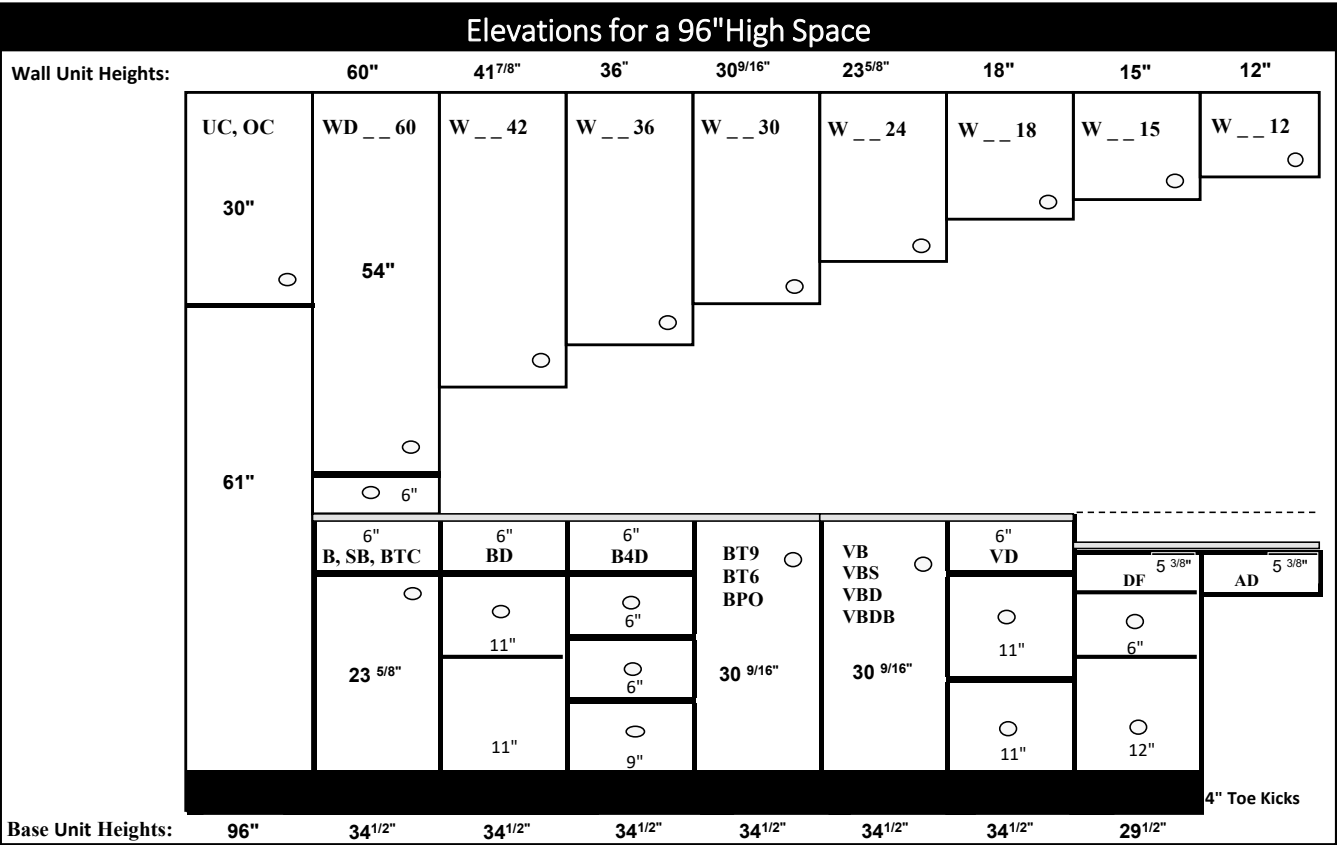 Elevations for a 96"High Space
Wall Unit Heights: 60" 41 7/8" 36" 30 9/16" 23 5/8" 18" 15" 12"
UC, OC WD _ _ 60 W _ _ 42 W _ _ 36 W _ _ 30 W _ _ 24 W _ _ 18 W _ _ 15 W _ _ 12
30"
54"
61"
6"
6" 6" 6" 6"
B, SB, BTC BD B4D BT9 VB VD
BT6 VBS
BPO VBD
VBDB
5 3/8" 5 3/8"
DF AD
6" 11" 11" 6"
23 5/8" 6" 30 9/16" 30 9/16"
11" 9" 11" 12"
4" Toe Kicks
Base Unit Heights: 96" 34 1/2" 34 1/2" 34 1/2" 34 1/2" 34 1/2" 34 1/2" 29 1/2"